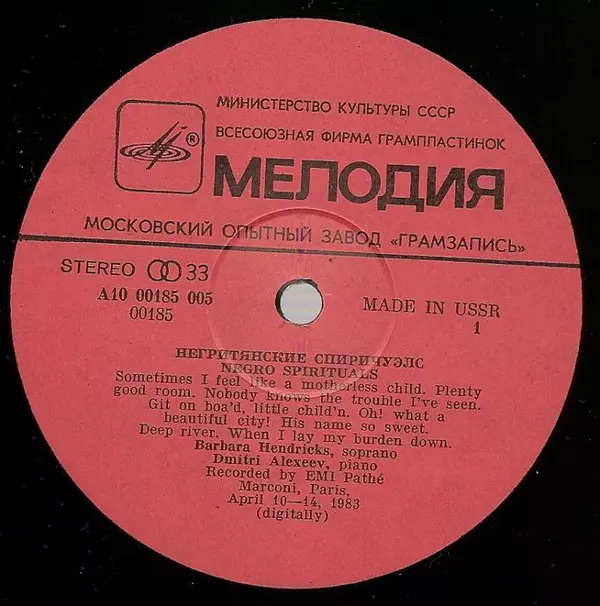 МИНИСТЕРСТВО КУЛЬТУРЫ СССР
ВСЕСОЮЗНАЯ ФИРМА ГРАМПЛАСТИНОК
®
МЕЛОДИЯ
МОСКОВСКИЙ ОПЫТНЫЙ ЗАВОД «ГРАМЗАПИСЬ»
STEREO 33
А10 00185 005
00185
MADE IN USSR
1
НЕГРИТЯНСКИЕ СПИРИЧУЭЛС
NEGRO SPIRITUALS
Sometimes I feel like a motherless child. Plenty
good room. Nobody knows the trouble I've seen.
Git on boa'd, little child'n. Oh! what a
beautiful city! His name so sweet.
Deep river. When I lay my burden down.
Barbara Hendricks, soprano
Dmitri Alexeev, piano
Recorded by EMI Pathé
Marconi, Paris,
April 10—14, 1983
(digitally)